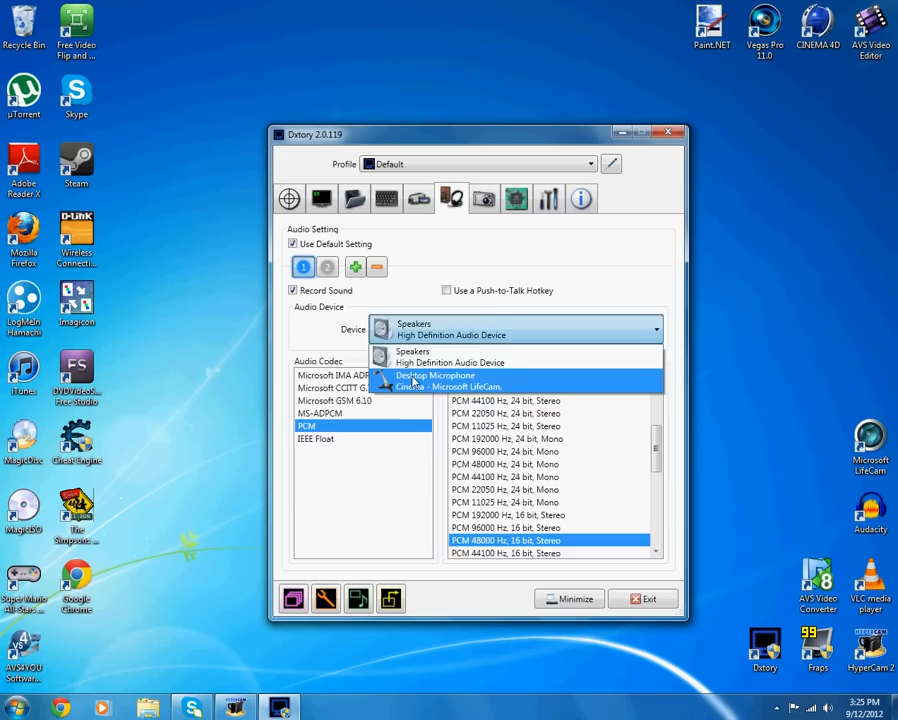 Recycle Bin
Free Video
Flip and ...
Paint.NET
Vegas Pro
11.0
CINEMA 4D
AVS Video
Editor
µTorrent
Skype
Adobe
Reader X
Steam
D-Link
Mozilla
Firefox
Wireless
Connecti...
LogMeIn
Hamachi
Imagicon
iTunes
FS
DVDVideoS...
Free Studio
MagicDisc
Cheat Engine
MagicISO
The
Simpsons ...
Super Mario
All-Stars ...
Google
Chrome
4
AVS4YOU
Software...
Dxtory 2.0.119
Profile
Default
Audio Setting
Use Default Setting
1
2
Record Sound
Use a Push-to-Talk Hotkey
Audio Device
Device
Speakers
High Definition Audio Device
Speakers
High Definition Audio Device
Desktop Microphone
Cinema - Microsoft LifeCam.
Audio Codec
Microsoft IMA ADP
Microsoft CCITT G.
Microsoft GSM 6.10
MS-ADPCM
PCM
IEEE Float
PCM 44100 Hz, 24 bit, Stereo
PCM 22050 Hz, 24 bit, Stereo
PCM 11025 Hz, 24 bit, Stereo
PCM 192000 Hz, 24 bit, Mono
PCM 96000 Hz, 24 bit, Mono
PCM 48000 Hz, 24 bit, Mono
PCM 44100 Hz, 24 bit, Mono
PCM 22050 Hz, 24 bit, Mono
PCM 11025 Hz, 24 bit, Mono
PCM 192000 Hz, 16 bit, Stereo
PCM 96000 Hz, 16 bit, Stereo
PCM 48000 Hz, 16 bit, Stereo
PCM 44100 Hz, 16 bit, Stereo
Minimize
Exit
Microsoft
LifeCam
Audacity
8
AVS Video
Converter
VLC media
player
Dxtory
99
Fraps
HYPERCAM
HyperCam 2
3:25 PM
9/12/2012